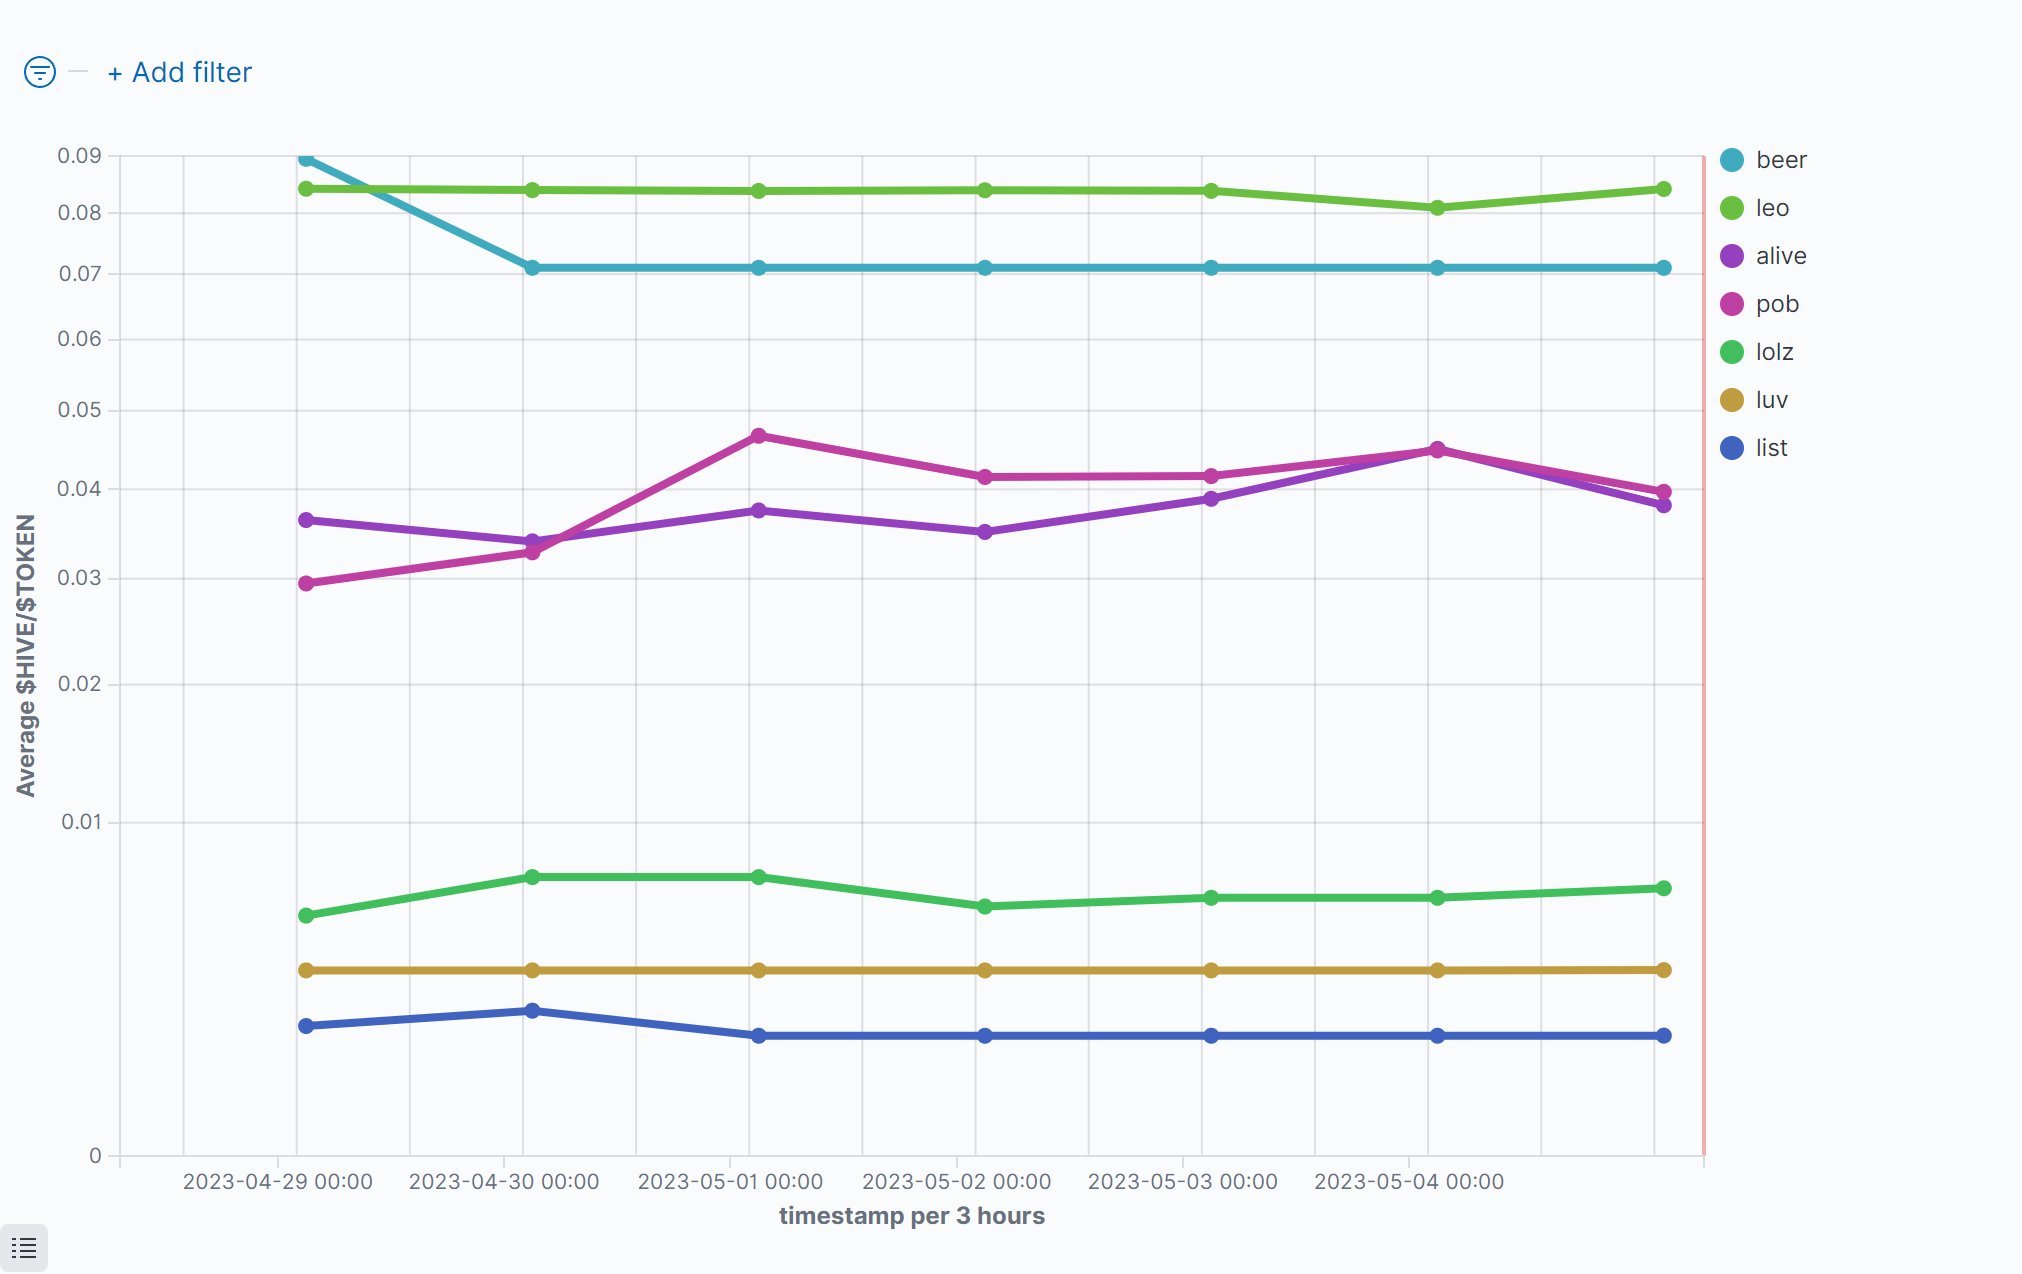 + Add filter
0.09
0.08
0.07
0.06
0.05
0.04
0.03
0.02
0.01
0
Average $HIVE/$TOKEN
2023-04-29 00:00
2023-04-30 00:00
2023-05-01 00:00
2023-05-02 00:00
2023-05-03 00:00
2023-05-04 00:00
timestamp per 3 hours
beer
leo
alive
pob
lolz
luv
list